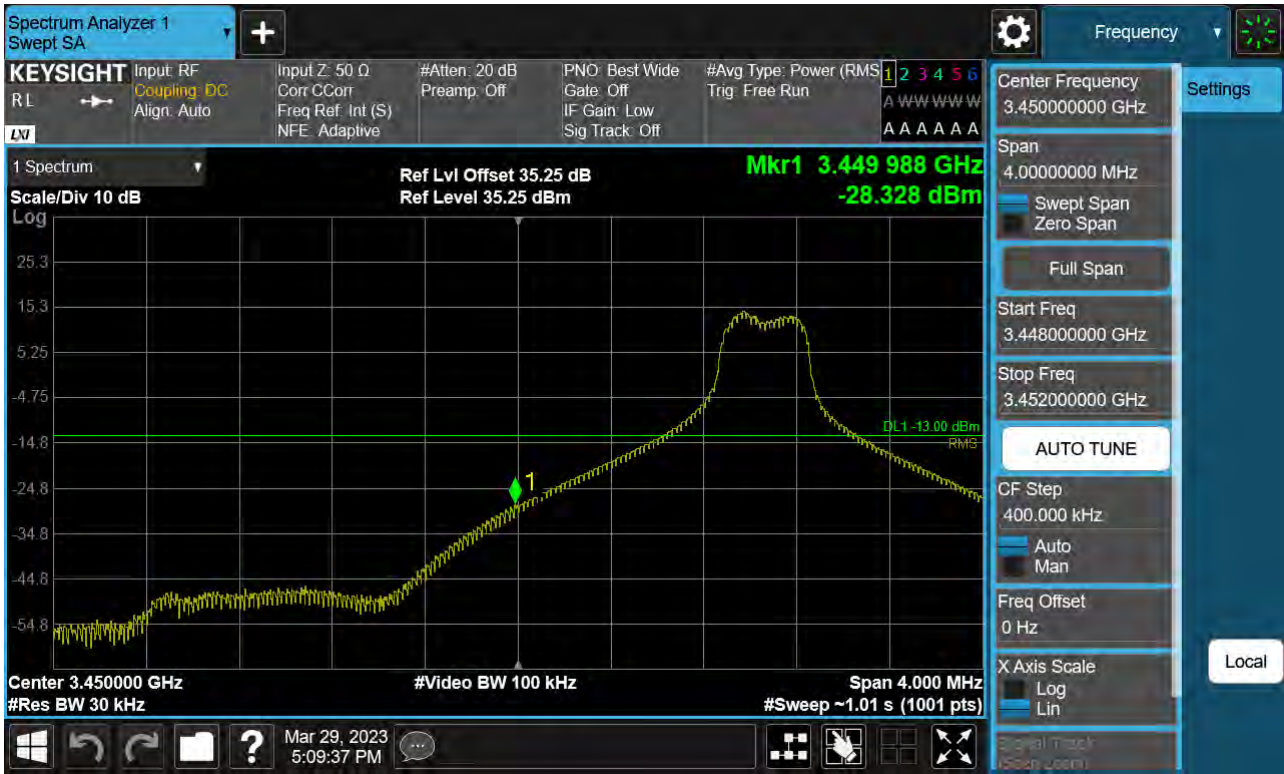 Spectrum Analyzer 1
Swept SA
Frequency
KEYSIGHT
RL
LXI
Input: RF
Coupling: DC
Align: Auto
Input Z: 50 Ω
Corr CCorr
Freq Ref: Int (S)
NFE: Adaptive
#Atten: 20 dB
Preamp: Off
PNO: Best Wide
Gate: Off
IF Gain: Low
Sig Track: Off
#Avg Type: Power (RMS
Trig: Free Run
1 2 3 4 5 6
A W W W W W
A A A A A A
1 Spectrum
Scale/Div 10 dB
Log
Ref Lvl Offset 35.25 dB
Ref Level 35.25 dBm
Mkr1 3.449 988 GHz
-28.328 dBm
25.3
15.3
5.25
-4.75
-14.8
-24.8
-34.8
-44.8
-54.8
DL1 -13.00 dBm
RMS
1
Center 3.450000 GHz
#Res BW 30 kHz
#Video BW 100 kHz
Span 4.000 MHz
#Sweep ~1.01 s (1001 pts)
Center Frequency
3.450000000 GHz
Settings
Span
4.00000000 MHz
Swept Span
Zero Span
Full Span
Start Freq
3.448000000 GHz
Stop Freq
3.452000000 GHz
AUTO TUNE
CF Step
400.000 kHz
Auto
Man
Freq Offset
0 Hz
X Axis Scale
Log
Lin
Signal Track
(Span Zoom)
Local
?
Mar 29, 2023
5:09:37 PM